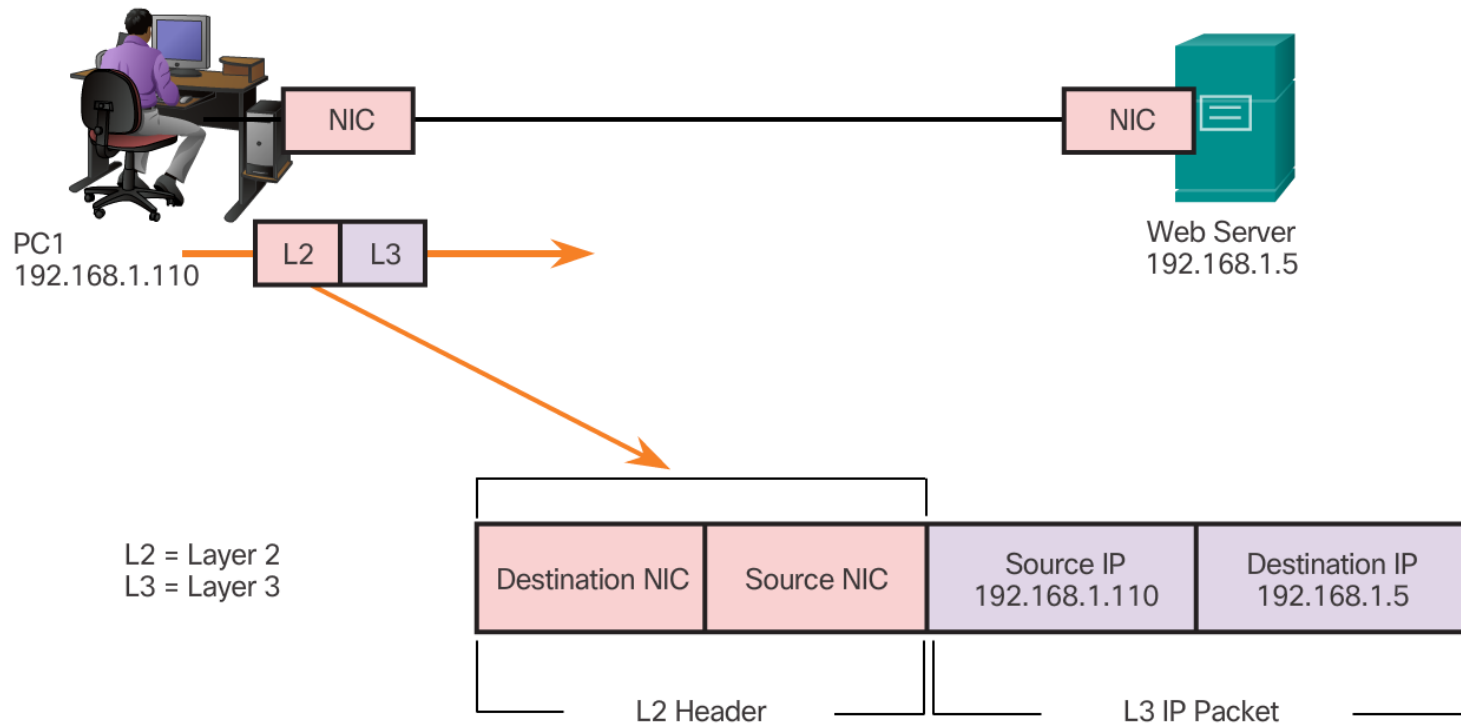 NIC
NIC
PC1
192.168.1.110
L2
L3
Web Server
192.168.1.5
L2 = Layer 2
L3 = Layer 3
Destination NIC
Source NIC
Source IP
192.168.1.110
Destination IP
192.168.1.5
L2 Header
L3 IP Packet